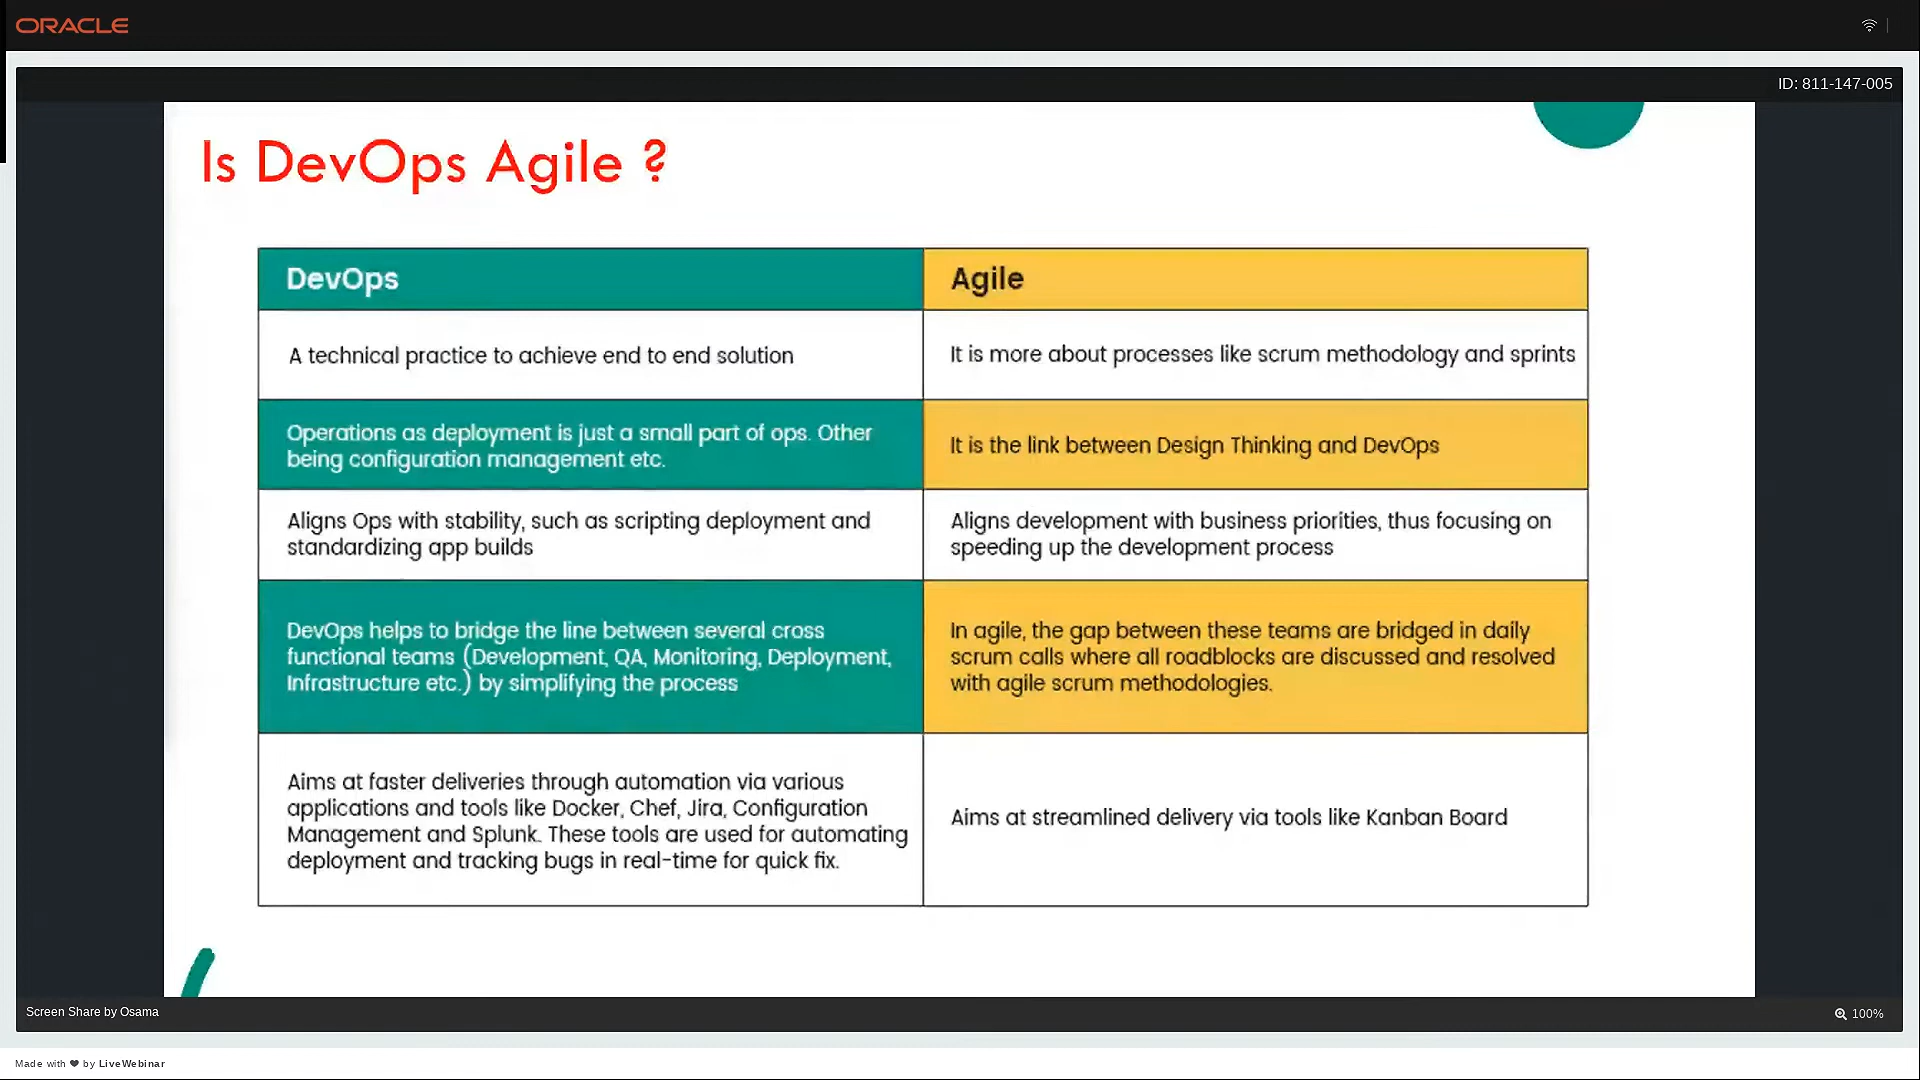 ORACLE
ID: 811-147-005
Is DevOps Agile ?
DevOps
Agile
A technical practice to achieve end to end solution
It is more about processes like scrum methodology and sprints
Operations as deployment is just a small part of ops. Other
being configuration management etc.
It is the link between Design Thinking and DevOps
Aligns Ops with stability, such as scripting deployment and
standardizing app builds
Aligns development with business priorities, thus focusing on
speeding up the development process
DevOps helps to bridge the line between several cross
functional teams (Development, QA, Monitoring, Deployment,
Infrastructure etc.) by simplifying the process
In agile, the gap between these teams are bridged in daily
scrum calls where all roadblocks are discussed and resolved
with agile scrum methodologies.
Aims at faster deliveries through automation via various
applications and tools like Docker, Chef, Jira, Configuration
Management and Splunk. These tools are used for automating
deployment and tracking bugs in real-time for quick fix.
Aims at streamlined delivery via tools like Kanban Board
Screen Share by Osama
100%
Made with ❤ by LiveWebinar